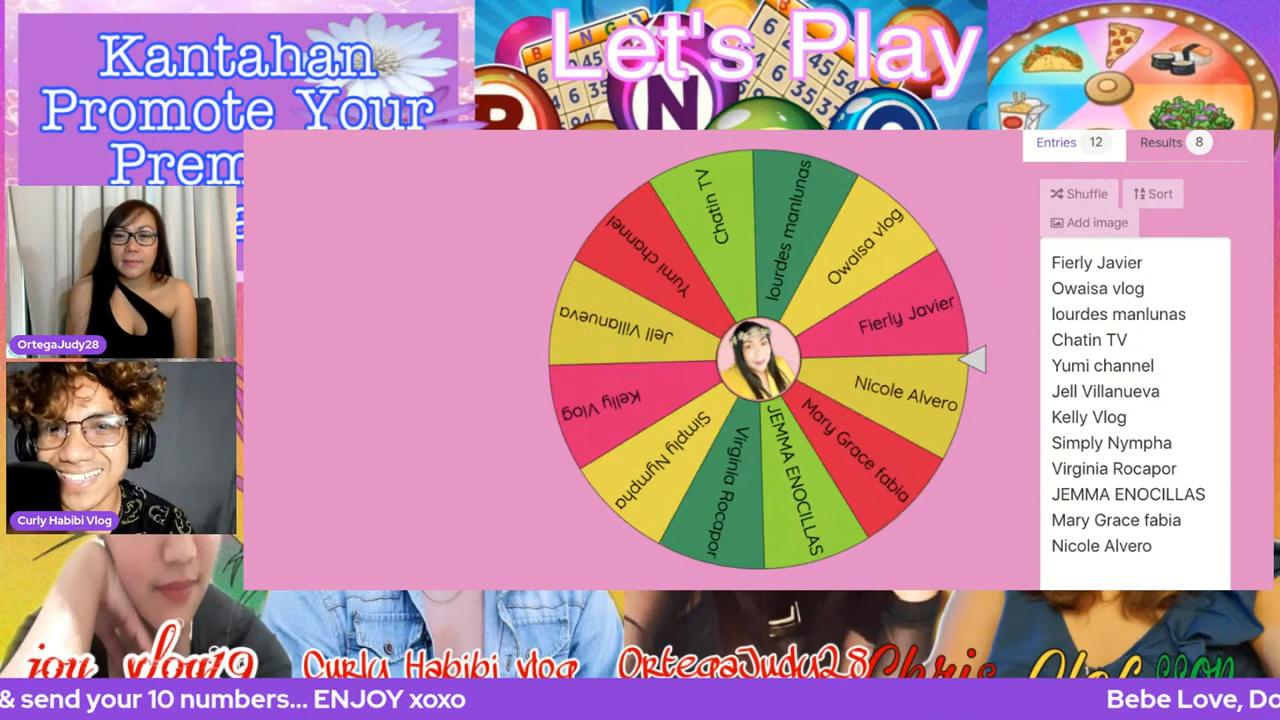 Kantahan
Promote Your
Prem
Let's Play
B I N G
N
Entries 12
Results 8
Shuffle
Sort
Add image
Fierly Javier
Owaisa vlog
lourdes manlunas
Chatin TV
Yumi channel
Jell Villanueva
Kelly Vlog
Simply Nympha
Virginia Rocapor
JEMMA ENOCILLAS
Mary Grace fabia
Nicole Alvero
Chatin TV
lourdes manlunas
Owaisa vlog
Fierly Javier
Nicole Alvero
Mary Grace fabia
JEMMA ENOCILLAS
Virginia Rocapor
Simply Nympha
Kelly Vlog
Jell Villanueva
Yumi channel
OrtegaJudy28
Curly Habibi Vlog
joy vlog19
Curly Habibi vlog
OrtegaJudy28
Chris
& send your 10 numbers... ENJOY xoxo
Bebe Love, Do